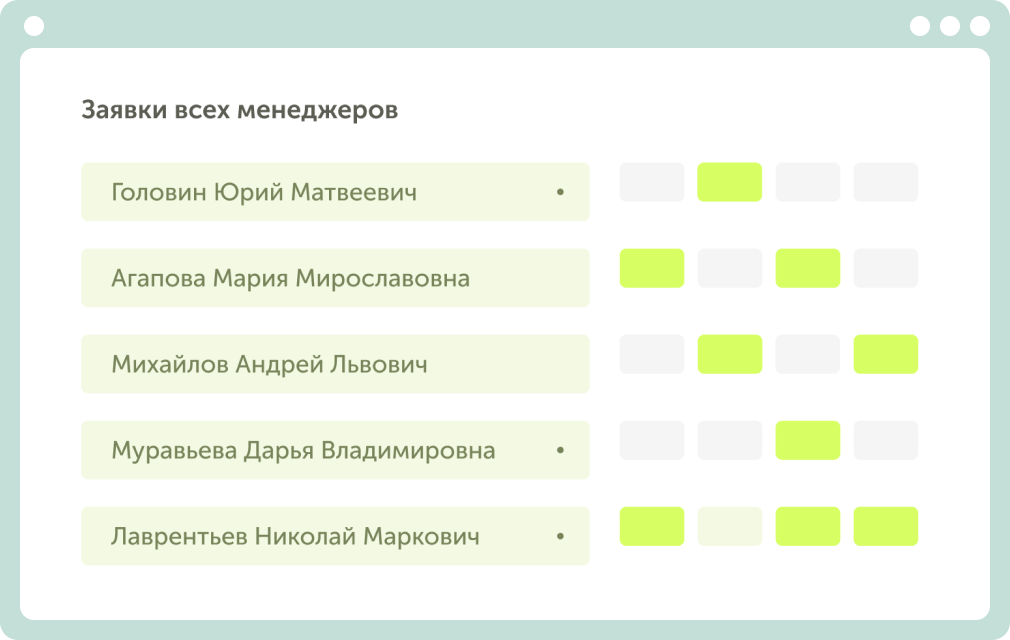 Заявки всех менеджеров
Головин Юрий Матвеевич •
Агапова Мария Мирославовна
Михайлов Андрей Львович
Муравьева Дарья Владимировна •
Лаврентьев Николай Маркович •